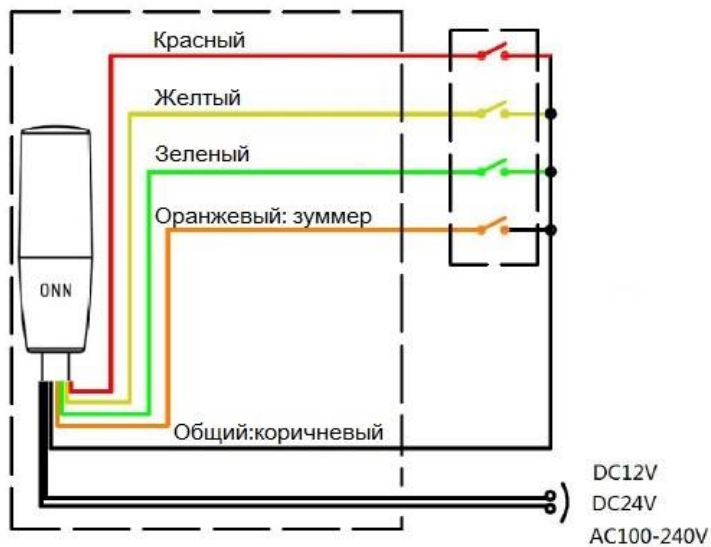 Красный
Желтый
Зеленый
Оранжевый: зуммер
ONN
Общий:коричневый
DC12V
DC24V
AC100-240V